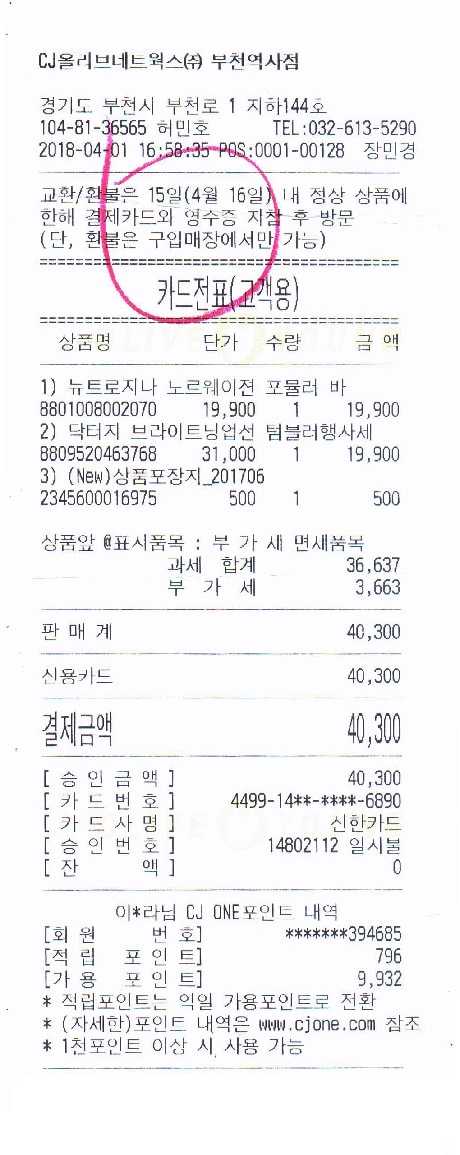 CJ올리브네트웍스㈜ 부천역사점
경기도 부천시 부천로 1 지하144호
104-81-36565 허민호 TEL:032-613-5290
2018-04-01 16:58:35 POS:0001-00128 장민경
교환/환불은 15일(4월 16일) 내 정상 상품에
한해 결제카드와 영수증 지참 후 방문
(단, 환불은 구입매장에서만 가능)
카드전표(고객용)
상품명 단가 수량 금 액
1) 뉴트로지나 노르웨이젼 포뮬러 바
8801008002070 19,900 1 19,900
2) 닥터지 브라이트닝업선 텀블러행사세
8809520463768 31,000 1 19,900
3) (New)상품포장지_201706
2345600016975 500 1 500
상품앞 @표시품목 : 부 가 세 면세품목
과세 합계 36,637
부 가 세 3,663
판 매 계 40,300
신용카드 40,300
결제금액 40,300
[ 승 인 금 액 ] 40,300
[ 카 드 번 호 ] 4499-14**-****-6890
[ 카 드 사 명 ] 신한카드
[ 승 인 번 호 ] 14802112 일시불
[ 잔 액 ] 0
이*라님 CJ ONE포인트 내역
[회 원 번 호] *******394685
[적 립 포 인 트] 796
[가 용 포 인 트] 9,932
* 적립포인트는 익일 가용포인트로 전환
* (자세한)포인트 내역은 www.cjone.com 참조
* 1천포인트 이상 시 사용 가능